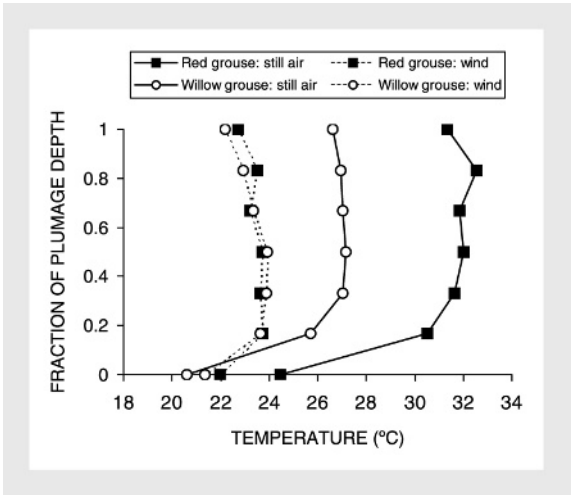 Red grouse: still air Red grouse: wind
Willow grouse: still air Willow grouse: wind
FRACTION OF PLUMAGE DEPTH
1
0.8
0.6
0.4
0.2
0
18 20 22 24 26 28 30 32 34
TEMPERATURE (ºC)